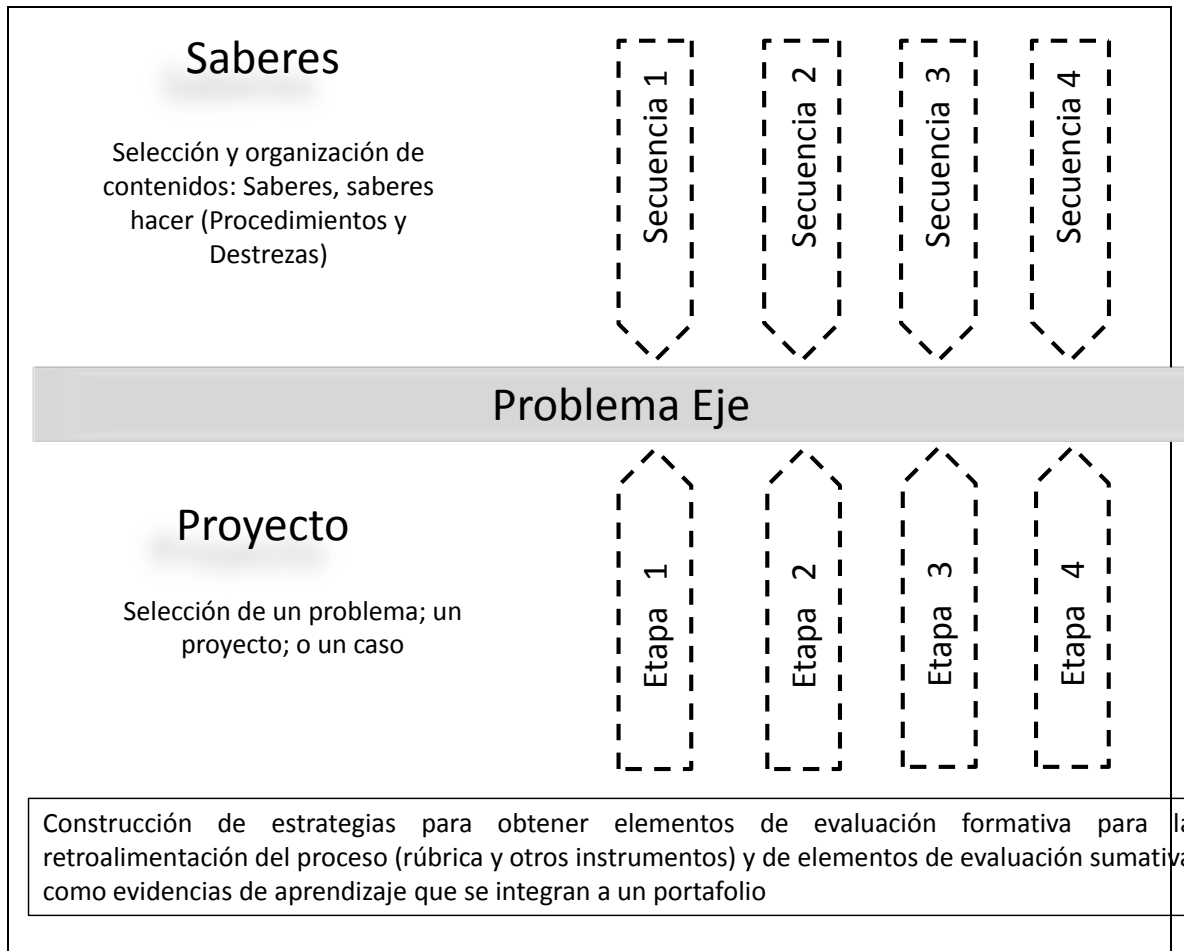 Saberes
Selección y organización de
contenidos: Saberes, saberes
hacer (Procedimientos y
Destrezas)
Secuencia 1
Secuencia 2
Secuencia 3
Secuencia 4
Problema Eje
Proyecto
Selección de un problema; un
proyecto; o un caso
Etapa 1
Etapa 2
Etapa 3
Etapa 4
Construcción de estrategias para obtener elementos de evaluación formativa para la
retroalimentación del proceso (rúbrica y otros instrumentos) y de elementos de evaluación sumativa
como evidencias de aprendizaje que se integran a un portafolio